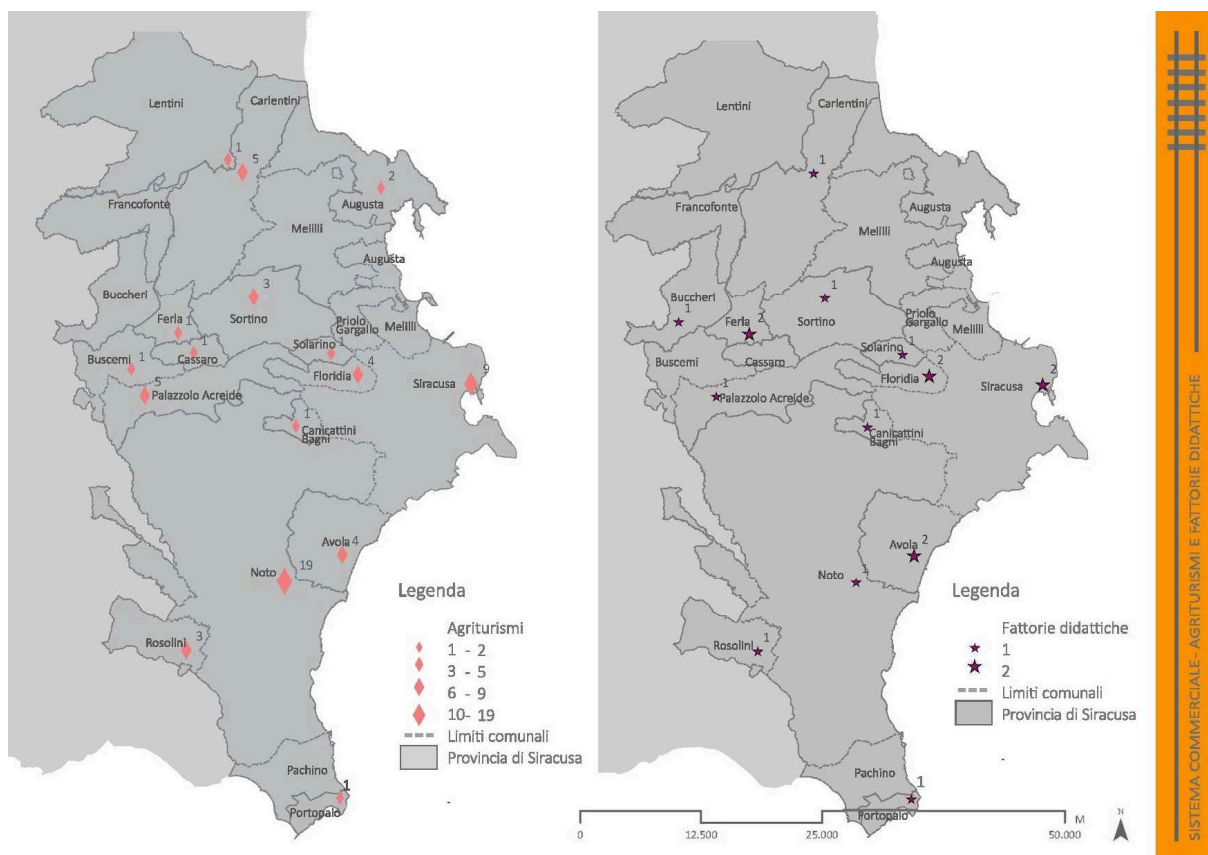 Lentini
Carlentini
1
5
2
Augusta
Francofonte
Melilli
Augusta
Buccheri
3
Ferla
1
Sortino
Priolo
Gargallo
Melilli
Solarino
1
1
Cassaro
Buscemi
1
4
Floridia
Siracusa
9
5
Palazzolo Acreide
1
Canicattini
Bagni
Avola
4
Noto
19
Rosolini
3
Pachino
1
Portopalo
Legenda
Agriturismi
1 - 2
3 - 5
6 - 9
10- 19
Limiti comunali
Provincia di Siracusa
Lentini
Carlentini
1
Francofonte
Augusta
Melilli
Augusta
Buccheri
1
1
Ferla
2
Sortino
Priolo
Gargallo
Melilli
Solarino
1
Buscemi
Cassaro
Floridia
2
Siracusa
2
1
Palazzolo Acreide
1
Canicattini
Bagni
Avola
2
Noto
1
Rosolini
1
Pachino
1
Portopalo
Legenda
Fattorie didattiche
1
2
Limiti comunali
Provincia di Siracusa
0
12.500
25.000
50.000
M
N
SISTEMA COMMERCIALE- AGRITURISMI E FATTORIE DIDATTICHE